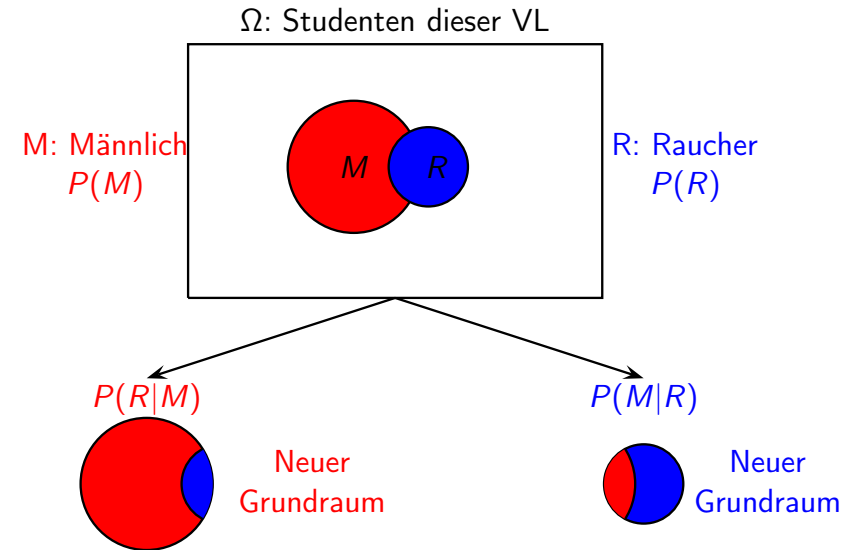 Ω: Studenten dieser VL
M: Männlich
P(M)
M
R
R: Raucher
P(R)
P(R|M)
P(M|R)
Neuer
Grundraum
Neuer
Grundraum